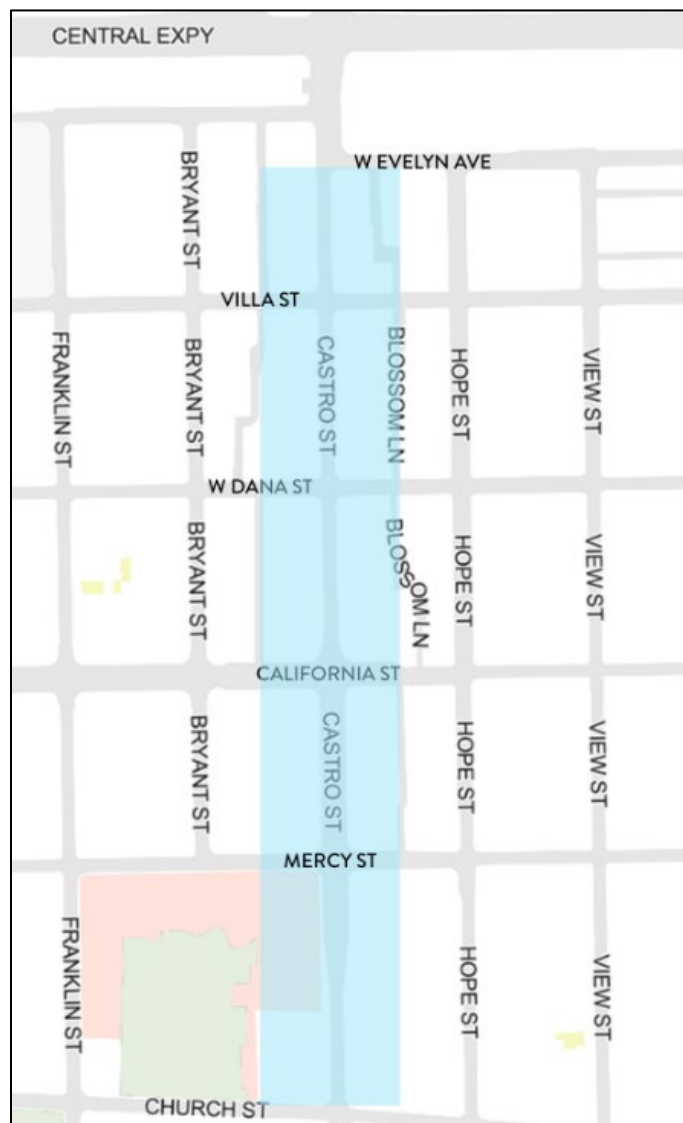 CENTRAL EXPY
W EVELYN AVE
BRYANT ST
VILLA ST
FRANKLIN ST
BRYANT ST
CASTRO ST
BLOSSOM LN
HOPE ST
VIEW ST
W DANA ST
BRYANT ST
BLOSSOM LN
HOPE ST
VIEW ST
CALIFORNIA ST
BRYANT ST
CASTRO ST
HOPE ST
VIEW ST
MERCY ST
FRANKLIN ST
HOPE ST
VIEW ST
CHURCH ST